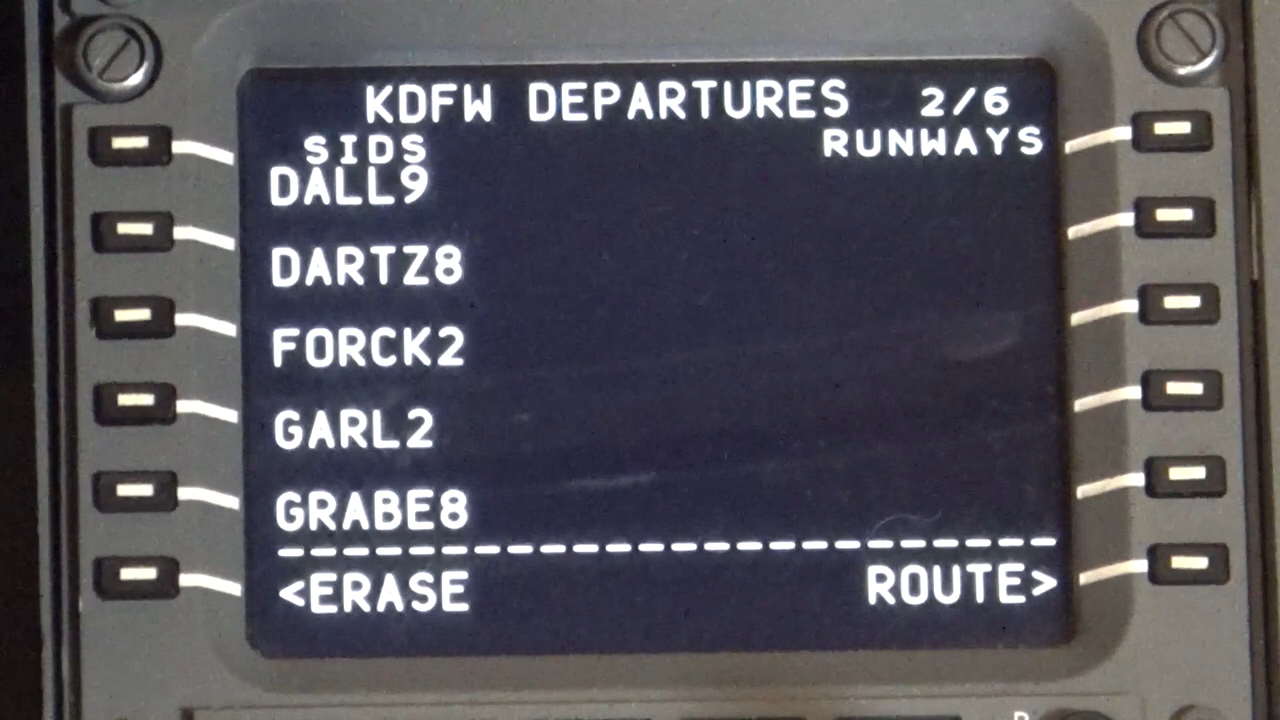 KDFW DEPARTURES 2/6
SIDS RUNWAYS
DALL9
DARTZ8
FORCK2
GARL2
GRABE8
<ERASE ROUTE>